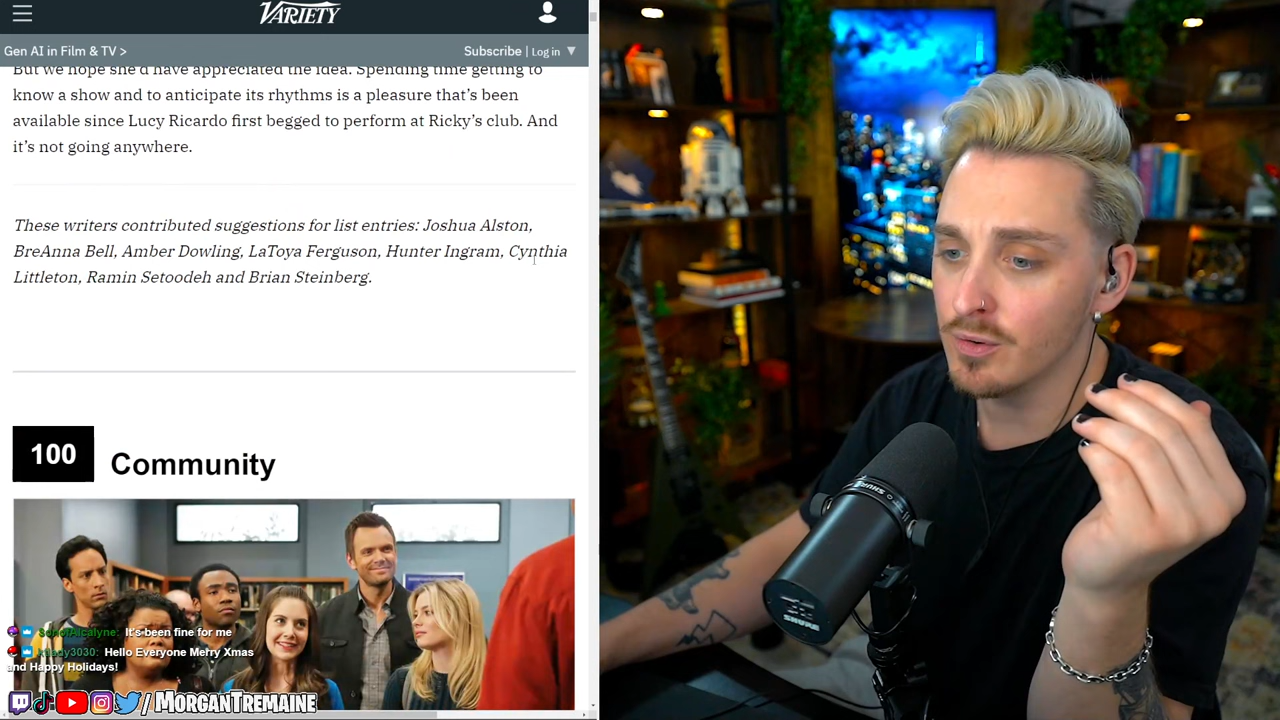 VARIETY
Gen AI in Film & TV >
Subscribe | Log in ▼
But we hope she'd have appreciated the idea. Spending time getting to
know a show and to anticipate its rhythms is a pleasure that's been
available since Lucy Ricardo first begged to perform at Ricky's club. And
it's not going anywhere.
These writers contributed suggestions for list entries: Joshua Alston,
BreAnna Bell, Amber Dowling, LaToya Ferguson, Hunter Ingram, Cynthia
Littleton, Ramin Setoodeh and Brian Steinberg.
100
Community
It's been fine for me
Hello Everyone Merry Xmas
and Happy Holidays!
/ MORGANTREMAINE
SHURE
SHURE